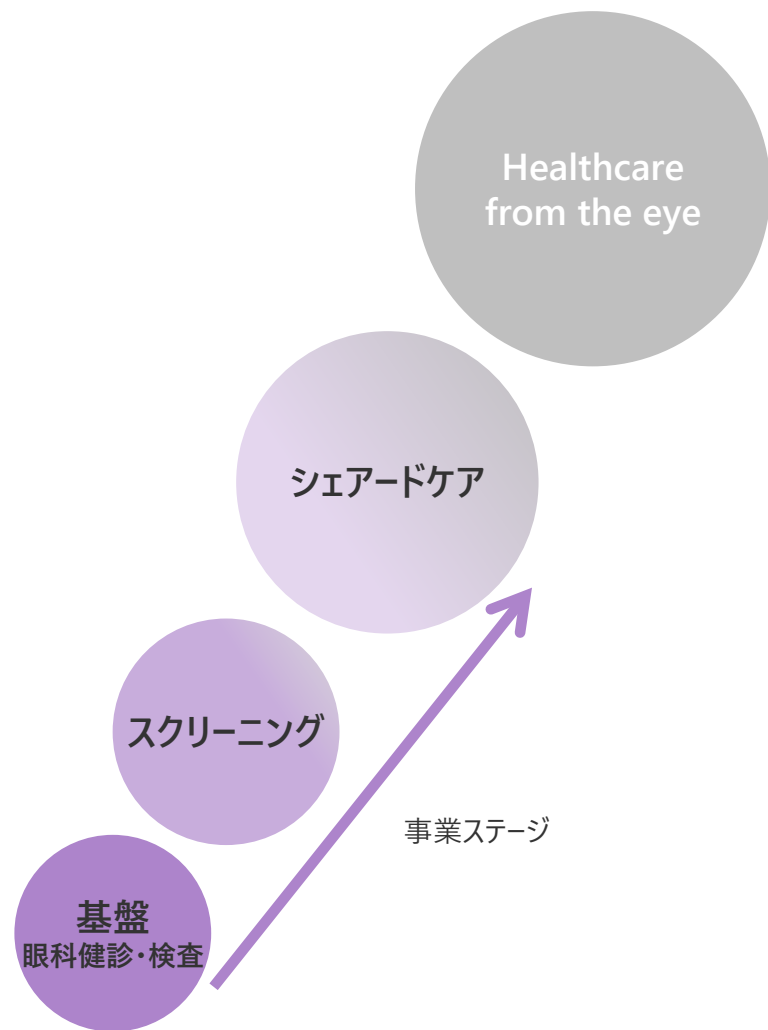 Healthcare
from the eye
シェアードケア
スクリーニング
事業ステージ
基盤
眼科健診・検査